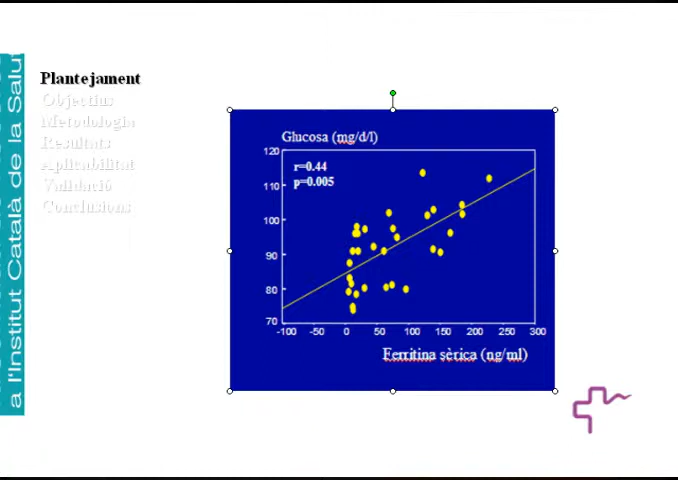 a l'Institut Català de la Salut
Plantejament
Objectius
Metodologia
Resultats
Aplicabilitat
Validació
Conclusions
Glucosa (mg/d/l)
r=0.44
p=0.005
120
110
100
90
80
70
-100 -50 0 50 100 150 200 250 300
Ferritina sèrica (ng/ml)